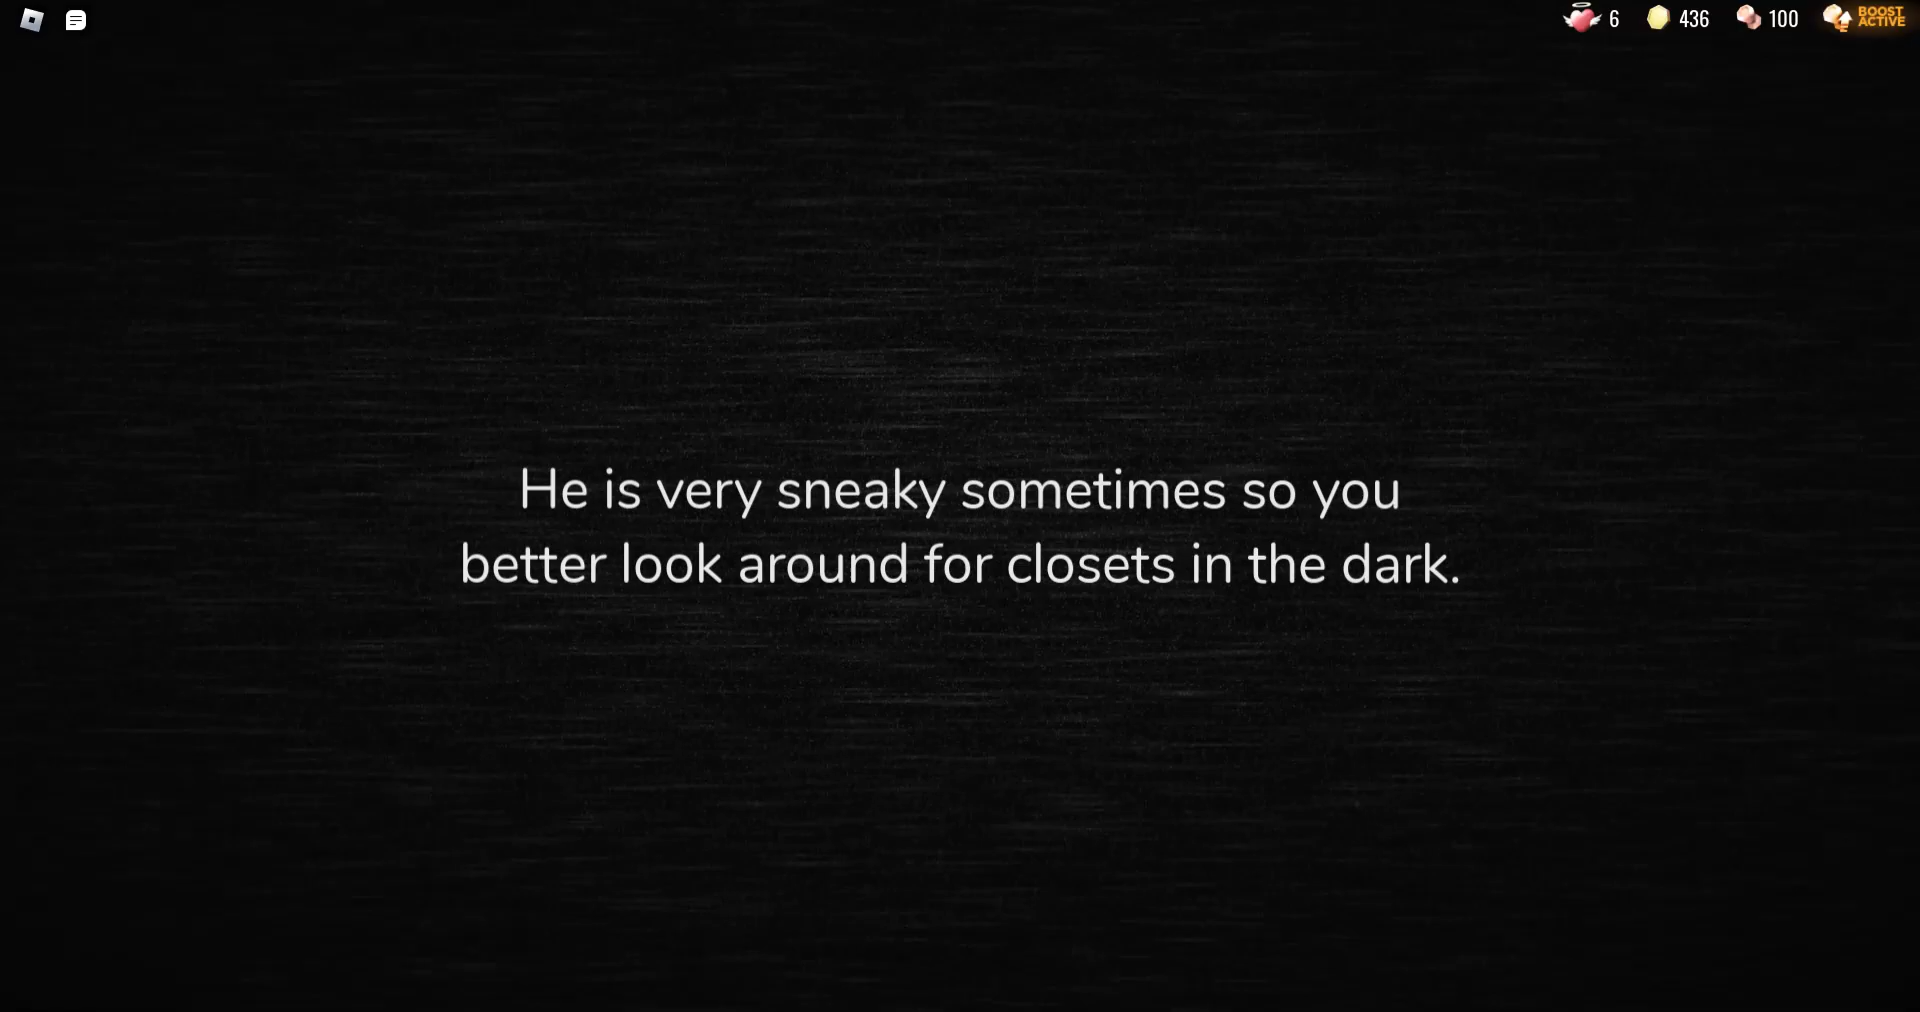 6 436 100 BOOST
ACTIVE
He is very sneaky sometimes so you
better look around for closets in the dark.